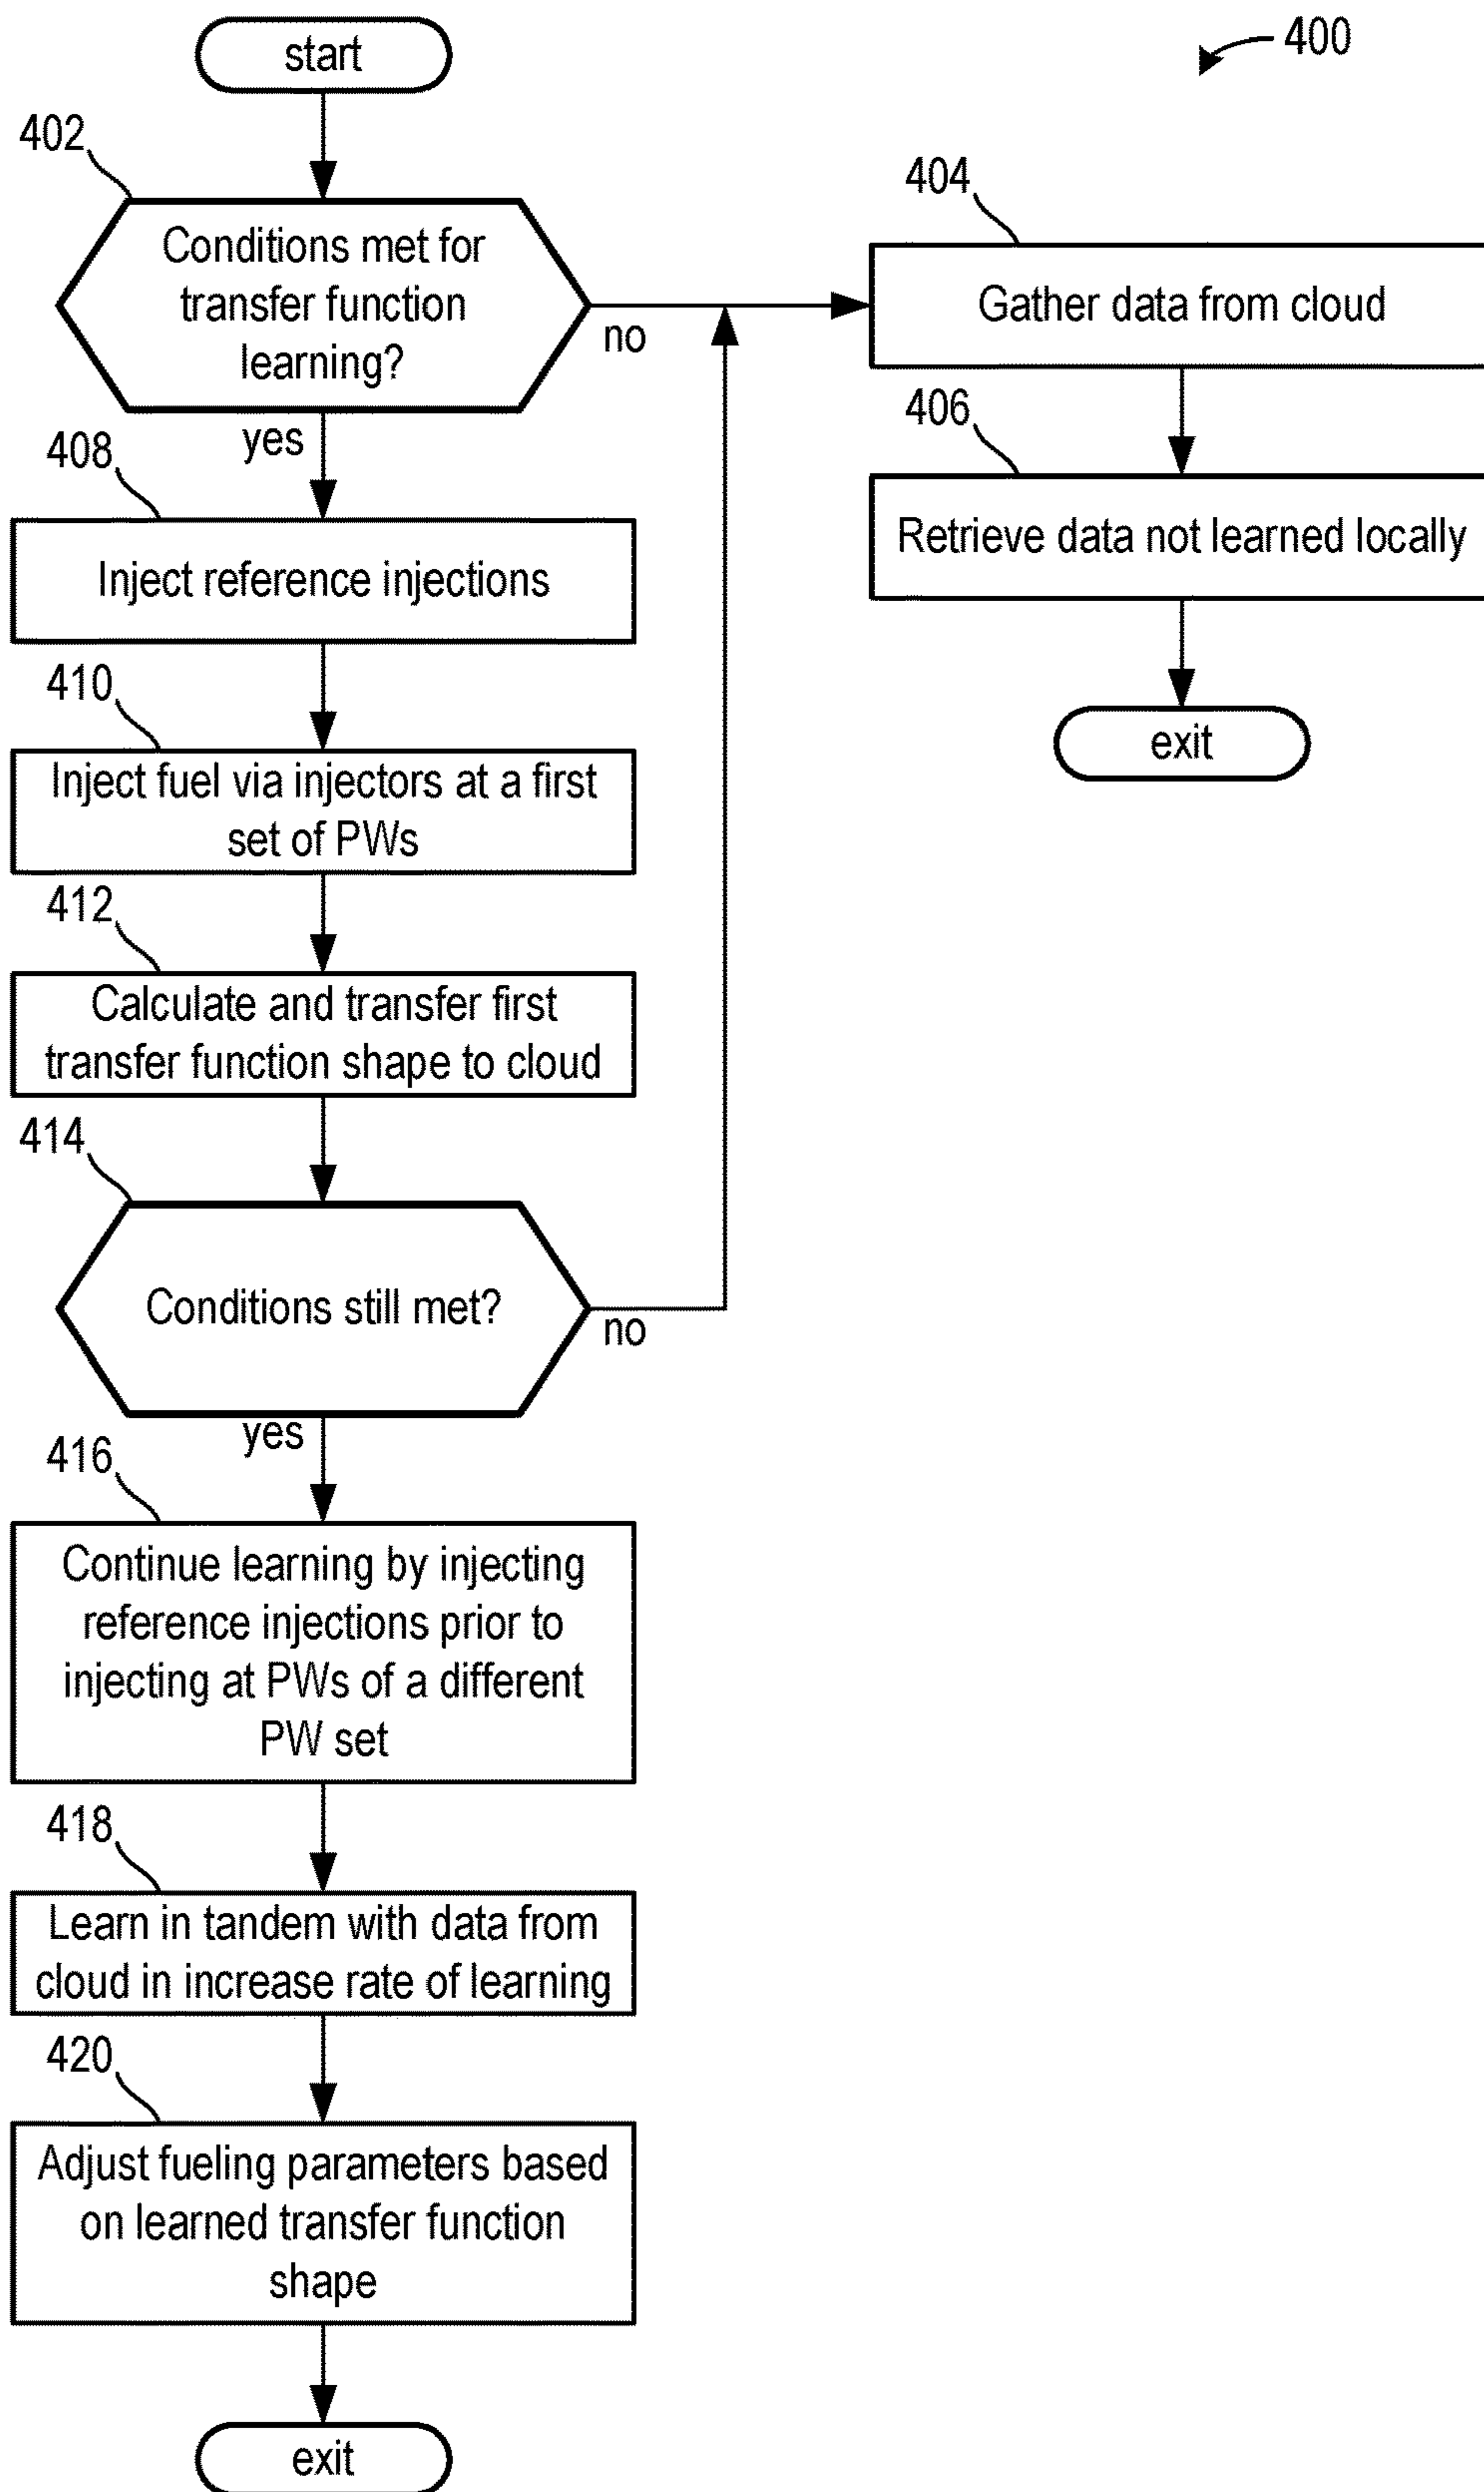 start
400
402
Conditions met for
transfer function
learning?
no
yes
404
Gather data from cloud
406
Retrieve data not learned locally
exit
408
Inject reference injections
410
Inject fuel via injectors at a first
set of PWs
412
Calculate and transfer first
transfer function shape to cloud
414
Conditions still met?
no
yes
416
Continue learning by injecting
reference injections prior to
injecting at PWs of a different
PW set
418
Learn in tandem with data from
cloud in increase rate of learning
420
Adjust fueling parameters based
on learned transfer function
shape
exit